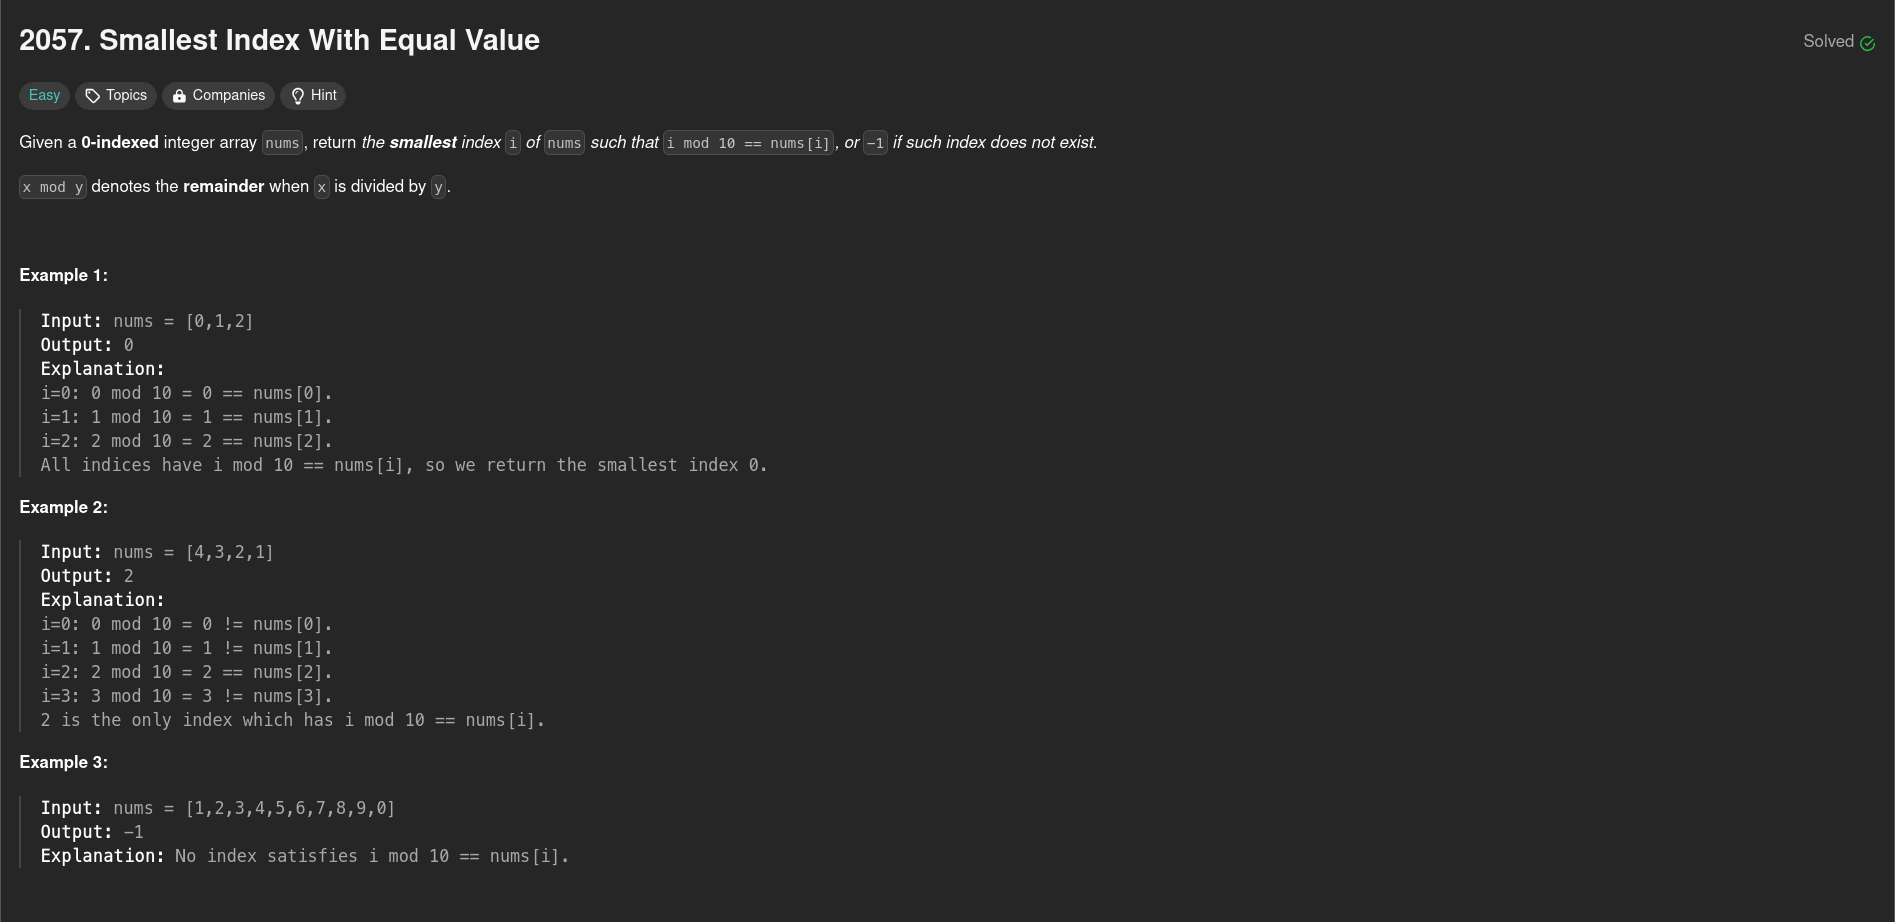 2057. Smallest Index With Equal Value
Solved
Easy Topics Companies Hint
Given a 0-indexed integer array nums, return the smallest index i of nums such that i mod 10 == nums[i], or -1 if such index does not exist.
x mod y denotes the remainder when x is divided by y.
Example 1:
Input: nums = [0,1,2]
Output: 0
Explanation:
i=0: 0 mod 10 = 0 == nums[0].
i=1: 1 mod 10 = 1 == nums[1].
i=2: 2 mod 10 = 2 == nums[2].
All indices have i mod 10 == nums[i], so we return the smallest index 0.
Example 2:
Input: nums = [4,3,2,1]
Output: 2
Explanation:
i=0: 0 mod 10 = 0 != nums[0].
i=1: 1 mod 10 = 1 != nums[1].
i=2: 2 mod 10 = 2 == nums[2].
i=3: 3 mod 10 = 3 != nums[3].
2 is the only index which has i mod 10 == nums[i].
Example 3:
Input: nums = [1,2,3,4,5,6,7,8,9,0]
Output: -1
Explanation: No index satisfies i mod 10 == nums[i].